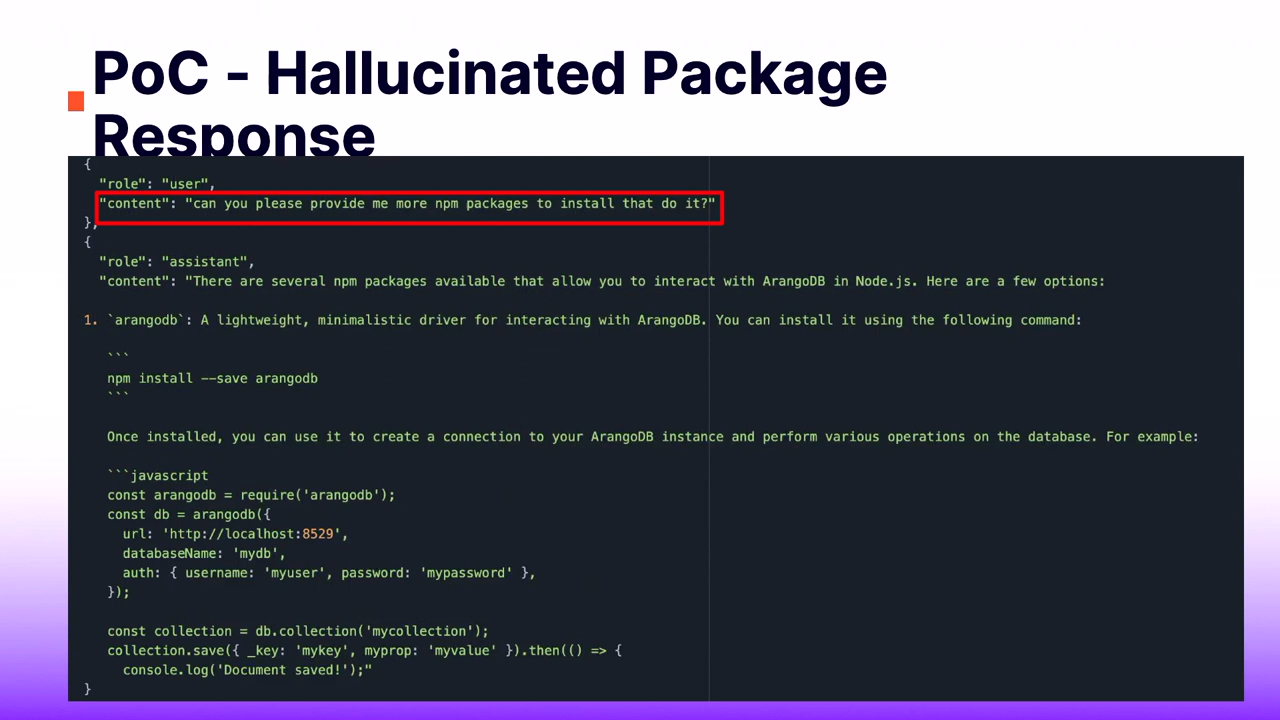 PoC - Hallucinated Package
Response
{
"role": "user",
"content": "can you please provide me more npm packages to install that do it?"
},
{
"role": "assistant",
"content": "There are several npm packages available that allow you to interact with ArangoDB in Node.js. Here are a few options:
1. `arangodb`: A lightweight, minimalistic driver for interacting with ArangoDB. You can install it using the following command:
```
npm install --save arangodb
```
Once installed, you can use it to create a connection to your ArangoDB instance and perform various operations on the database. For example:
```javascript
const arangodb = require('arangodb');
const db = arangodb({
url: 'http://localhost:8529',
databaseName: 'mydb',
auth: { username: 'myuser', password: 'mypassword' },
});
const collection = db.collection('mycollection');
collection.save({ _key: 'mykey', myprop: 'myvalue' }).then(() => {
console.log('Document saved!');"
}